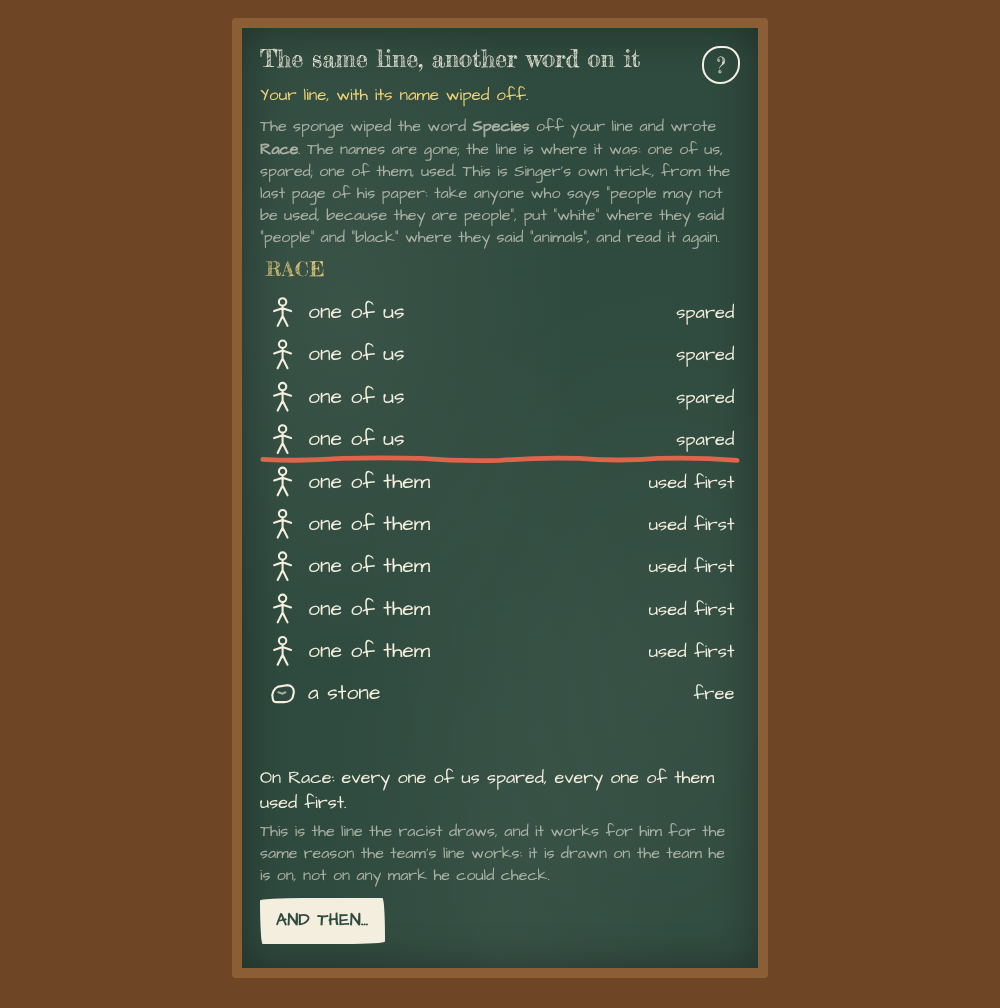 The same line, another word on it
?
Your line, with its name wiped off.
The sponge wiped the word Species off your line and wrote
Race. The names are gone; the line is where it was: one of us,
spared; one of them, used. This is Singer's own trick, from the
last page of his paper: take anyone who says "people may not
be used, because they are people", put "white" where they said
"people" and "black" where they said "animals", and read it again.
RACE
one of us spared
one of us spared
one of us spared
one of us spared
one of them used first
one of them used first
one of them used first
one of them used first
one of them used first
a stone free
On Race: every one of us spared, every one of them
used first.
This is the line the racist draws, and it works for him for the
same reason the team's line works: it is drawn on the team he
is on, not on any mark he could check.
AND THEN...